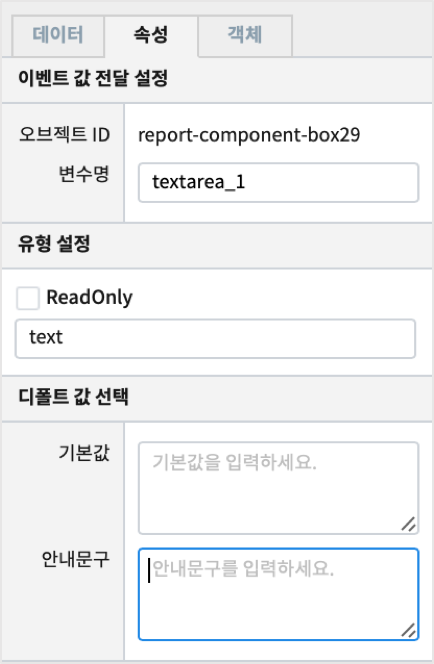 데이터 속성 객체
이벤트 값 전달 설정
오브젝트 ID report-component-box29
변수명 textarea_1
유형 설정
ReadOnly
text
디폴트 값 선택
기본값 기본값을 입력하세요.
안내문구 안내문구를 입력하세요.